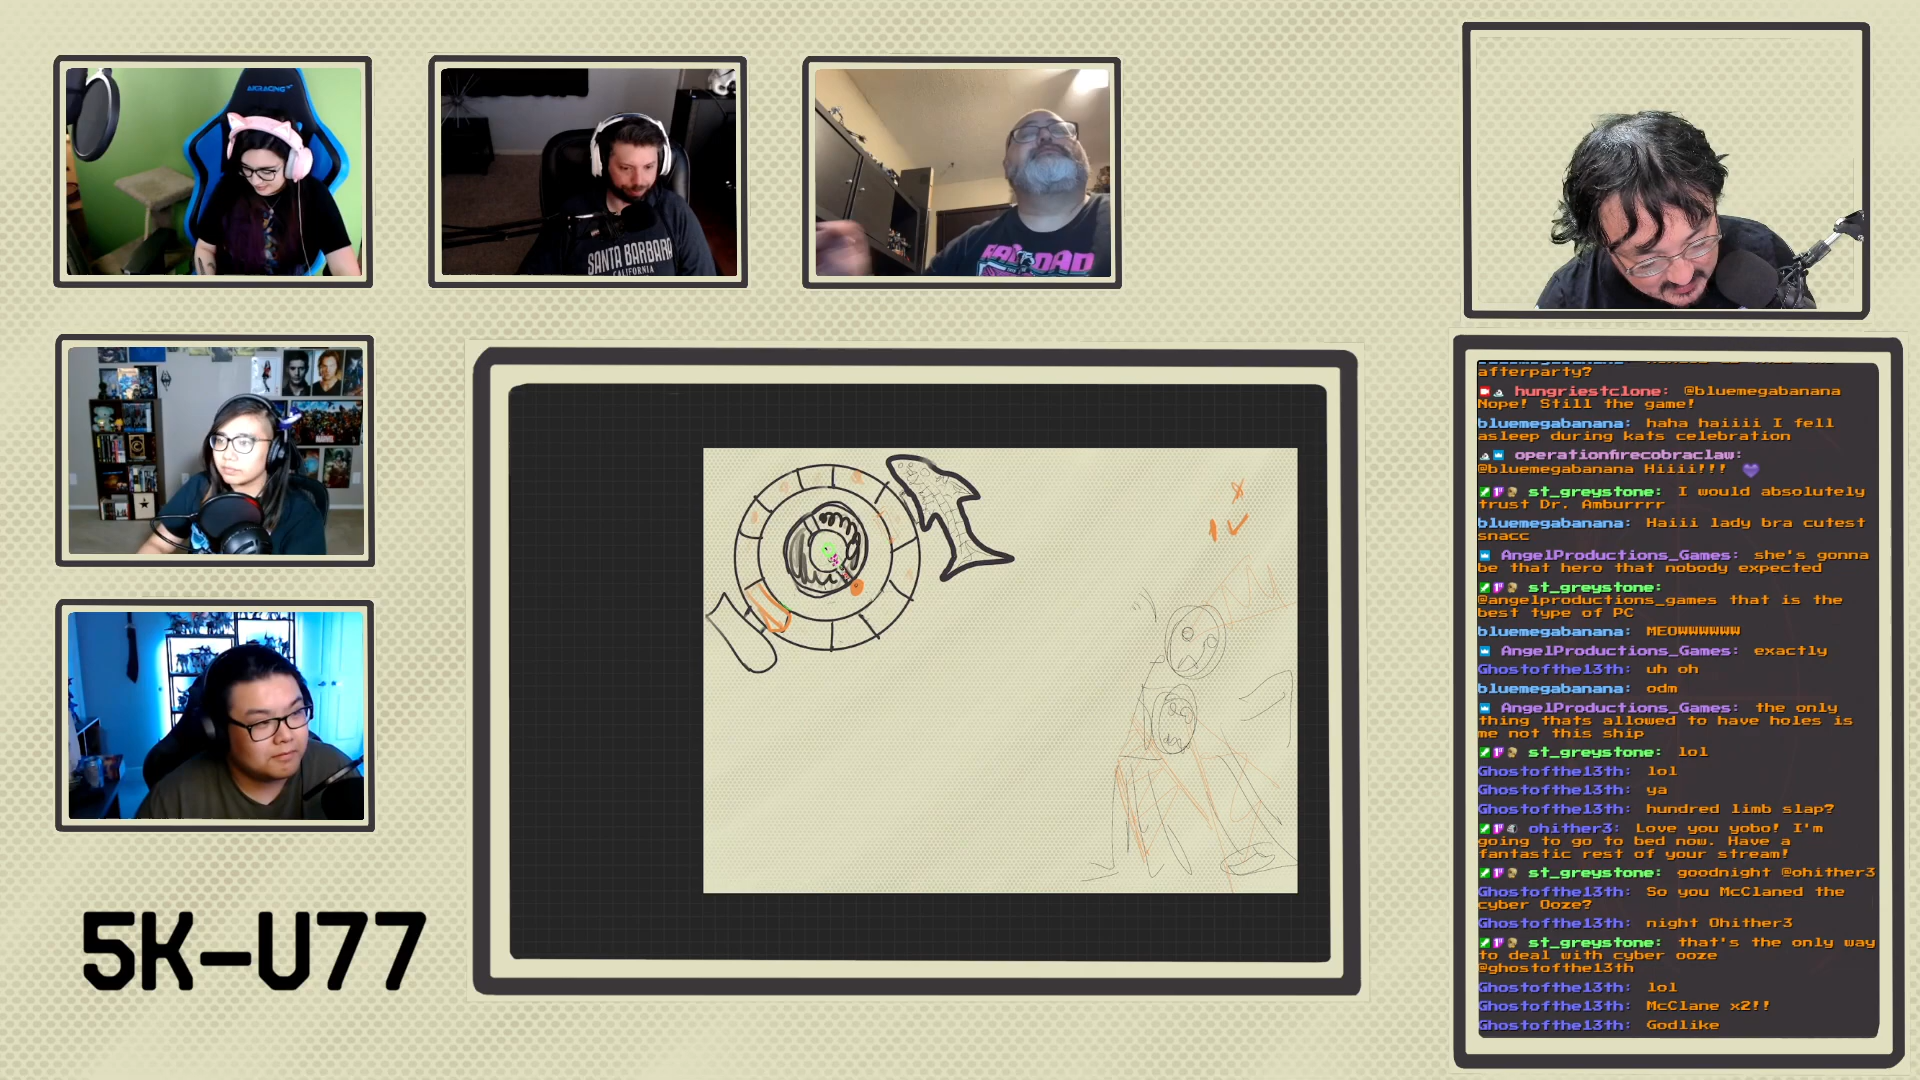 AKRACING
SANTA BARBARA
CALIFORNIA
RAD DAD
MARVEL
5K-U77
1
afterparty?
hungriestclone: @bluemegabanana
Nope! Still the game!
bluemegabanana: haha haiiii I fell
asleep during kats celebration
operationfirecobraclaw:
@bluemegabanana Hiiii!!!
st_greystone: I would absolutely
trust Dr. Amburrrr
bluemegabanana: Haiii lady bra cutest
snacc
AngelProductions_Games: she's gonna
be that hero that nobody expected
st_greystone:
@angelproductions_games that is the
best type of PC
bluemegabanana: MEOWWWWWW
AngelProductions_Games: exactly
Ghostofthe13th: uh oh
bluemegabanana: odm
AngelProductions_Games: the only
thing thats allowed to have holes is
me not this ship
st_greystone: lol
Ghostofthe13th: lol
Ghostofthe13th: ya
Ghostofthe13th: hundred limb slap?
ohither3: Love you yobo! I'm
going to go to bed now. Have a
fantastic rest of your stream!
st_greystone: goodnight @ohither3
Ghostofthe13th: So you McClaned the
cyber Ooze?
Ghostofthe13th: night Ohither3
st_greystone: that's the only way
to deal with cyber ooze
@ghostofthe13th
Ghostofthe13th: lol
Ghostofthe13th: McClane x2!!
Ghostofthe13th: Godlike